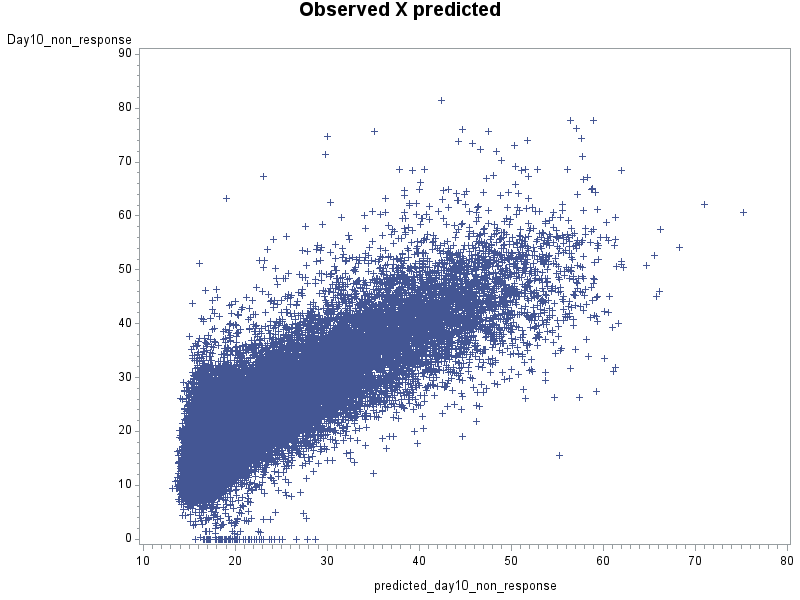 Observed X predicted
Day10_non_response
90
80
70
60
50
40
30
20
10
0
10 20 30 40 50 60 70 80
predicted_day10_non_response